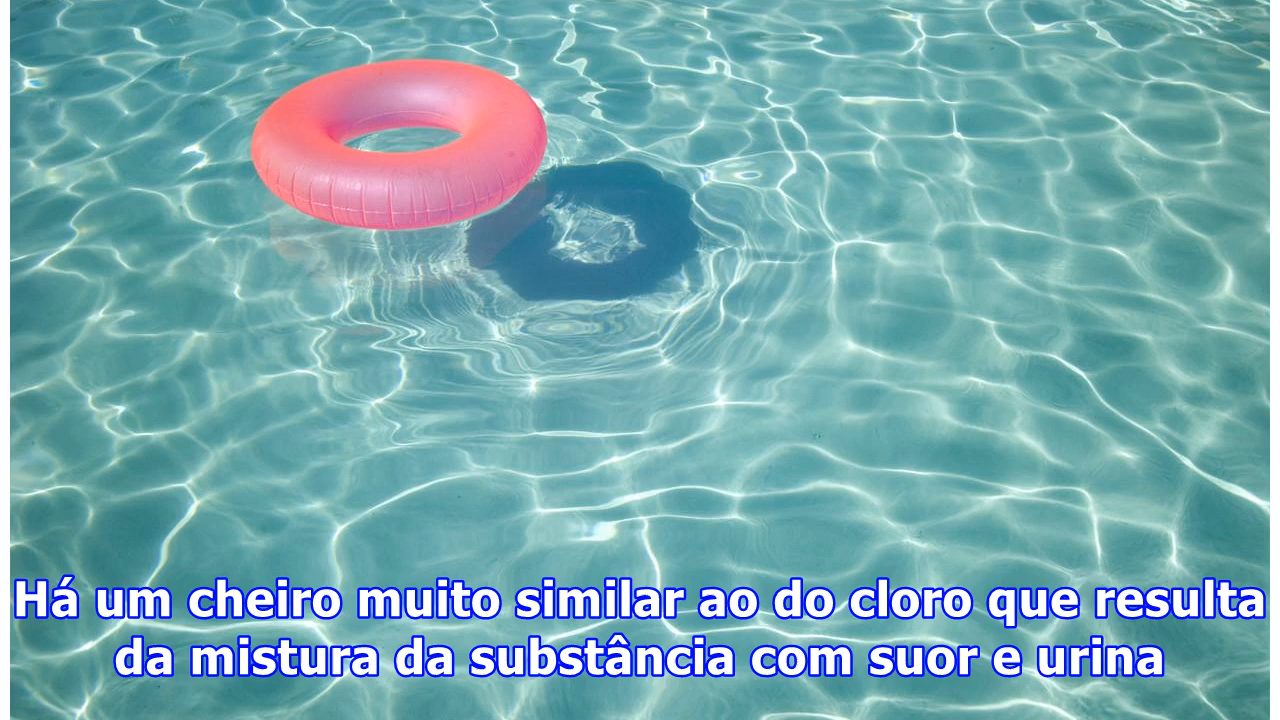 Há um cheiro muito similar ao do cloro que resulta
da mistura da substância com suor e urina